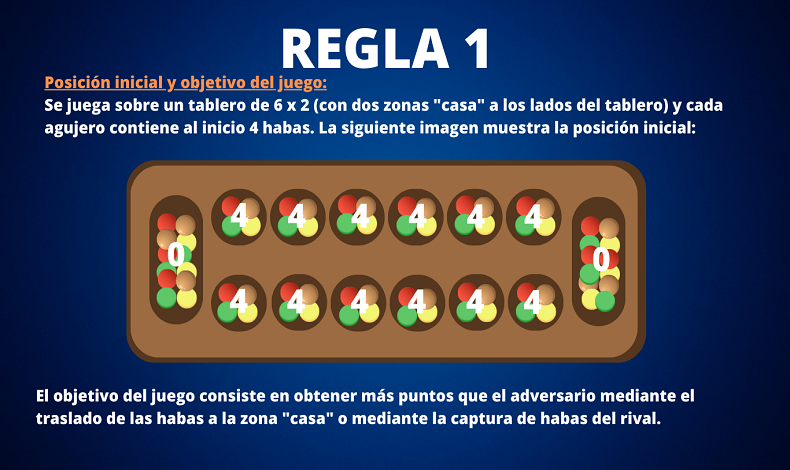 REGLA 1
Posición inicial y objetivo del juego:
Se juega sobre un tablero de 6 x 2 (con dos zonas "casa" a los lados del tablero) y cada
agujero contiene al inicio 4 habas. La siguiente imagen muestra la posición inicial:
4 4 4 4 4 4
0 0
4 4 4 4 4 4
El objetivo del juego consiste en obtener más puntos que el adversario mediante el
traslado de las habas a la zona "casa" o mediante la captura de habas del rival.